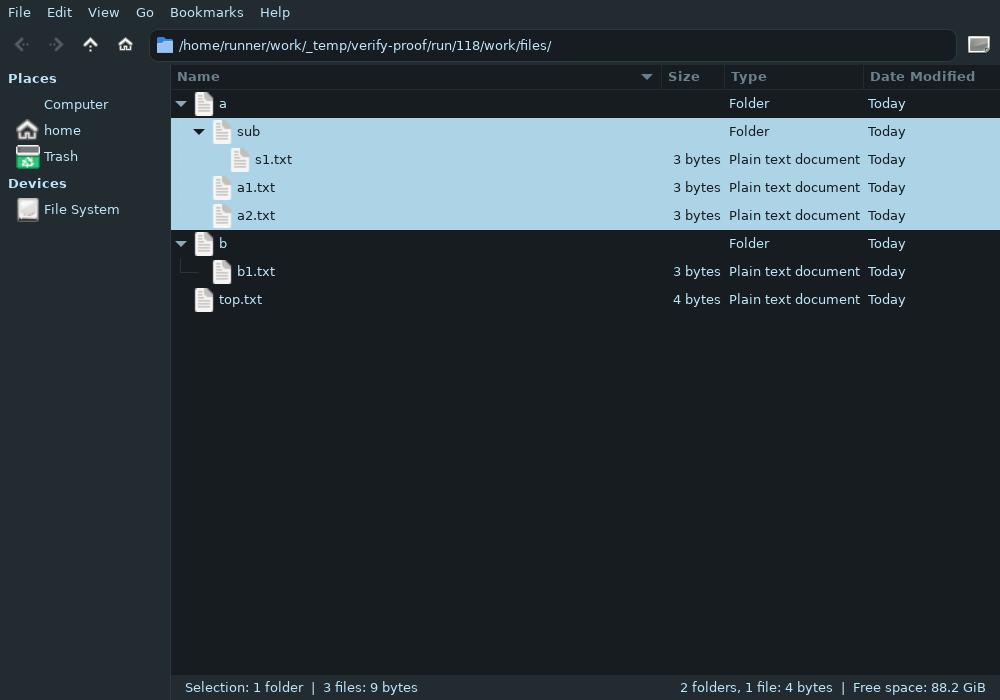 File Edit View Go Bookmarks Help
/home/runner/work/_temp/verify-proof/run/118/work/files/
Places
Computer
home
Trash
Devices
File System
Name Size Type Date Modified
a Folder Today
sub Folder Today
s1.txt 3 bytes Plain text document Today
a1.txt 3 bytes Plain text document Today
a2.txt 3 bytes Plain text document Today
b Folder Today
b1.txt 3 bytes Plain text document Today
top.txt 4 bytes Plain text document Today
Selection: 1 folder | 3 files: 9 bytes 2 folders, 1 file: 4 bytes | Free space: 88.2 GiB